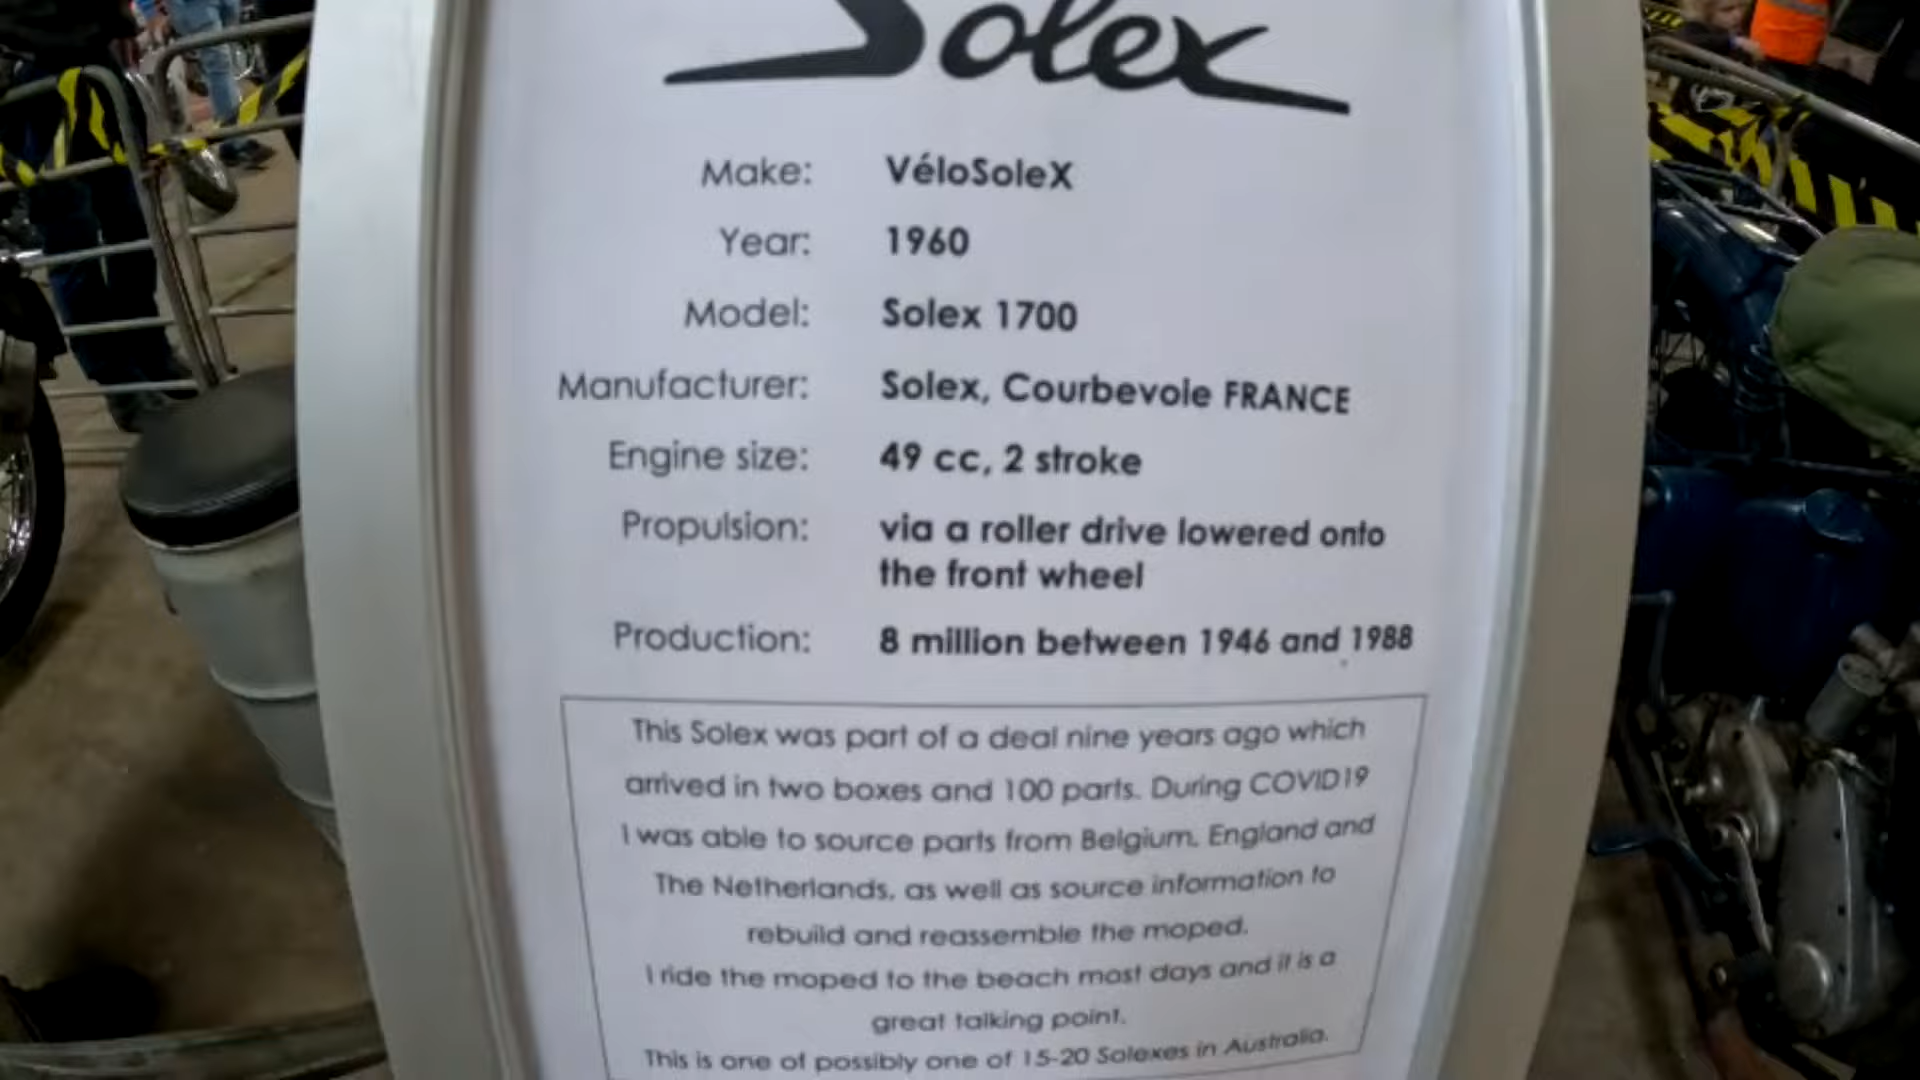 Solex
Make: VéloSoleX
Year: 1960
Model: Solex 1700
Manufacturer: Solex, Courbevoie FRANCE
Engine size: 49 cc, 2 stroke
Propulsion: via a roller drive lowered onto
the front wheel
Production: 8 million between 1946 and 1988
This Solex was part of a deal nine years ago which
arrived in two boxes and 100 parts. During COVID19
I was able to source parts from Belgium, England and
The Netherlands, as well as source information to
rebuild and reassemble the moped.
I ride the moped to the beach most days and it is a
great talking point.
This is one of possibly one of 15-20 Solexes in Australia.